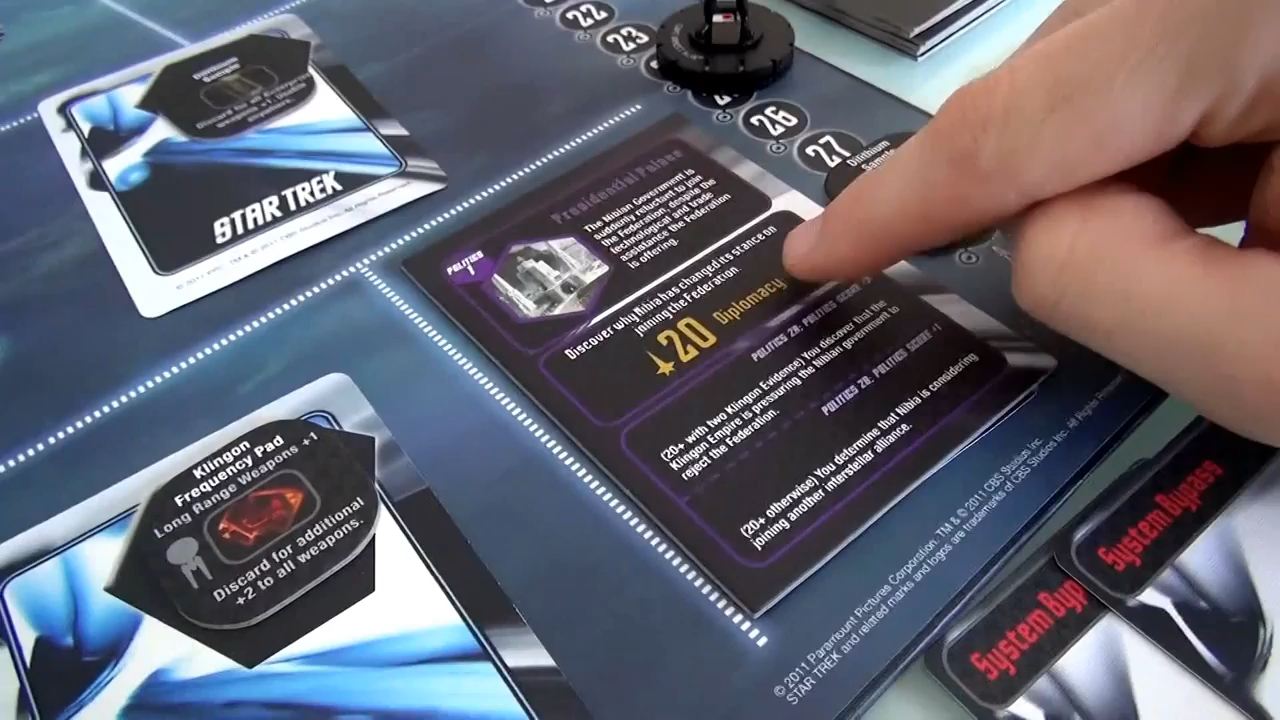 22
23
26
27
Dilithium
Sample
Dilithium
Sample
Discard for
STAR TREK
Presidential Palace
The Nibian Government is
suddenly reluctant to join
the Federation, despite the
technological and trade
assistance the Federation
is offering.
POLITICS
1
Discover why Nibia has changed its stance on
joining the Federation.
20 Diplomacy
POLITICS 2A: POLITICS SCORE
(20+ with two Klingon Evidence) You discover that the
Klingon Empire is pressuring the Nibian government to
reject the Federation.
POLITICS 2B: POLITICS SCORE +1
(20+ otherwise) You determine that Nibia is considering
joining another interstellar alliance.
Klingon
Frequency Pad
Long Range Weapons +1
Discard for additional
+2 to all weapons.
© 2011 Paramount Pictures Corporation. TM & © 2011 CBS Studios Inc.
STAR TREK and related marks and logos are trademarks of CBS Studios Inc. All Rights
System Bypass
System Byp